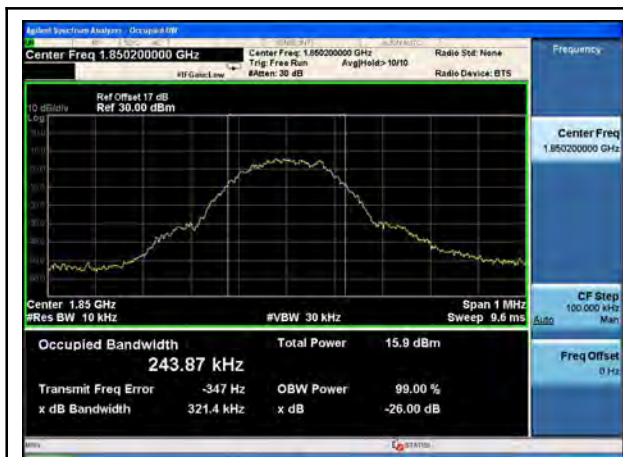 Agilent Spectrum Analyzer - Occupied BW
Center Freq 1.850200000 GHz
Center Freq: 1.850200000 GHz
Radio Std: None
Trig: Free Run
Avg|Hold:> 10/10
#IFGain:Low
#Atten: 30 dB
Radio Device: BTS
Frequency
Ref Offset 17 dB
10 dB/div
Ref 30.00 dBm
Log
Center Freq
1.850200000 GHz
Center 1.85 GHz
Span 1 MHz
#Res BW 10 kHz
#VBW 30 kHz
Sweep 9.6 ms
CF Step
100.000 kHz
Auto
Man
Occupied Bandwidth
Total Power
15.9 dBm
243.87 kHz
Freq Offset
0 Hz
Transmit Freq Error
-347 Hz
OBW Power
99.00 %
x dB Bandwidth
321.4 kHz
x dB
-26.00 dB
MSG
STATUS